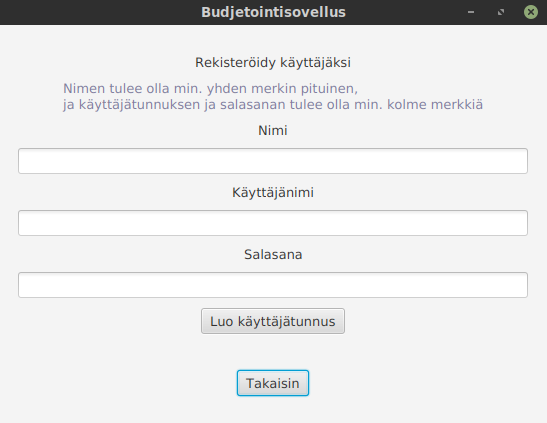 Budjetointisovellus
Rekisteröidy käyttäjäksi
Nimen tulee olla min. yhden merkin pituinen,
ja käyttäjätunnuksen ja salasanan tulee olla min. kolme merkkiä
Nimi
Käyttäjänimi
Salasana
Luo käyttäjätunnus
Takaisin